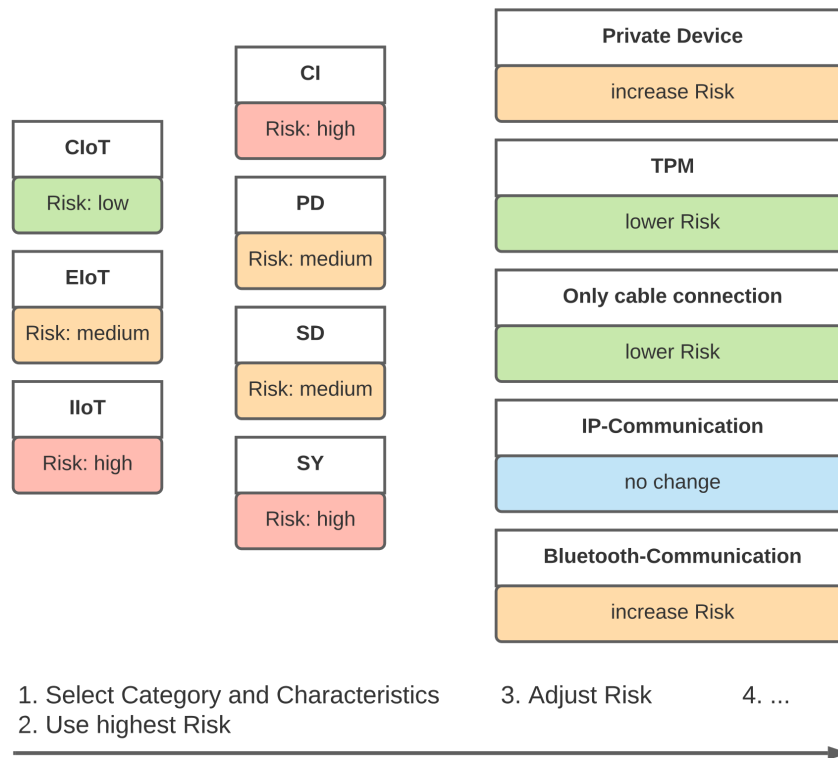 CIoT
Risk: low
EIoT
Risk: medium
IIoT
Risk: high
CI
Risk: high
PD
Risk: medium
SD
Risk: medium
SY
Risk: high
Private Device
increase Risk
TPM
lower Risk
Only cable connection
lower Risk
IP-Communication
no change
Bluetooth-Communication
increase Risk
1. Select Category and Characteristics
2. Use highest Risk
3. Adjust Risk
4. ...